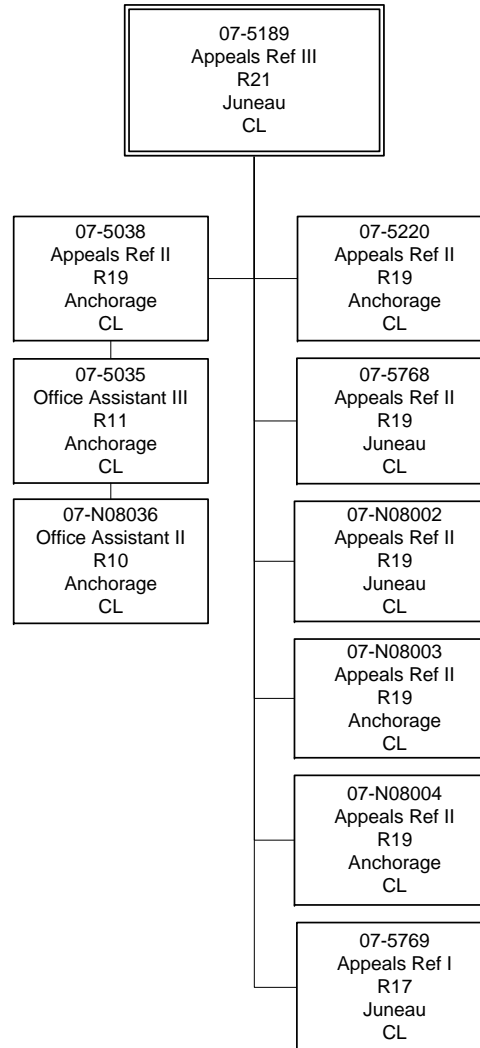 07-5189
Appeals Ref III
R21
Juneau
CL
07-5038
Appeals Ref II
R19
Anchorage
CL
07-5035
Office Assistant III
R11
Anchorage
CL
07-N08036
Office Assistant II
R10
Anchorage
CL
07-5220
Appeals Ref II
R19
Anchorage
CL
07-5768
Appeals Ref II
R19
Juneau
CL
07-N08002
Appeals Ref II
R19
Juneau
CL
07-N08003
Appeals Ref II
R19
Anchorage
CL
07-N08004
Appeals Ref II
R19
Anchorage
CL
07-5769
Appeals Ref I
R17
Juneau
CL